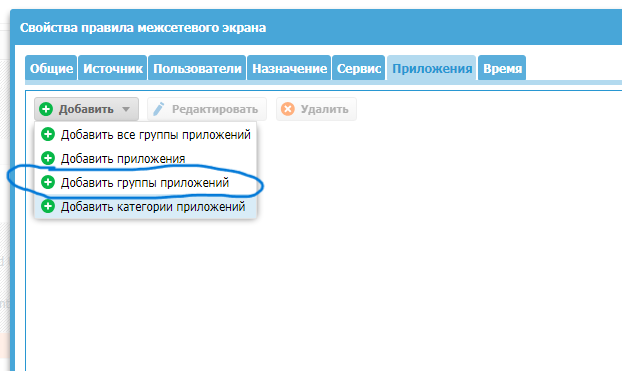 Свойства правила межсетевого экрана
Общие Источник Пользователи Назначение Сервис Приложения Время
Добавить Редактировать Удалить
Добавить все группы приложений
Добавить приложения
Добавить группы приложений
Добавить категории приложений